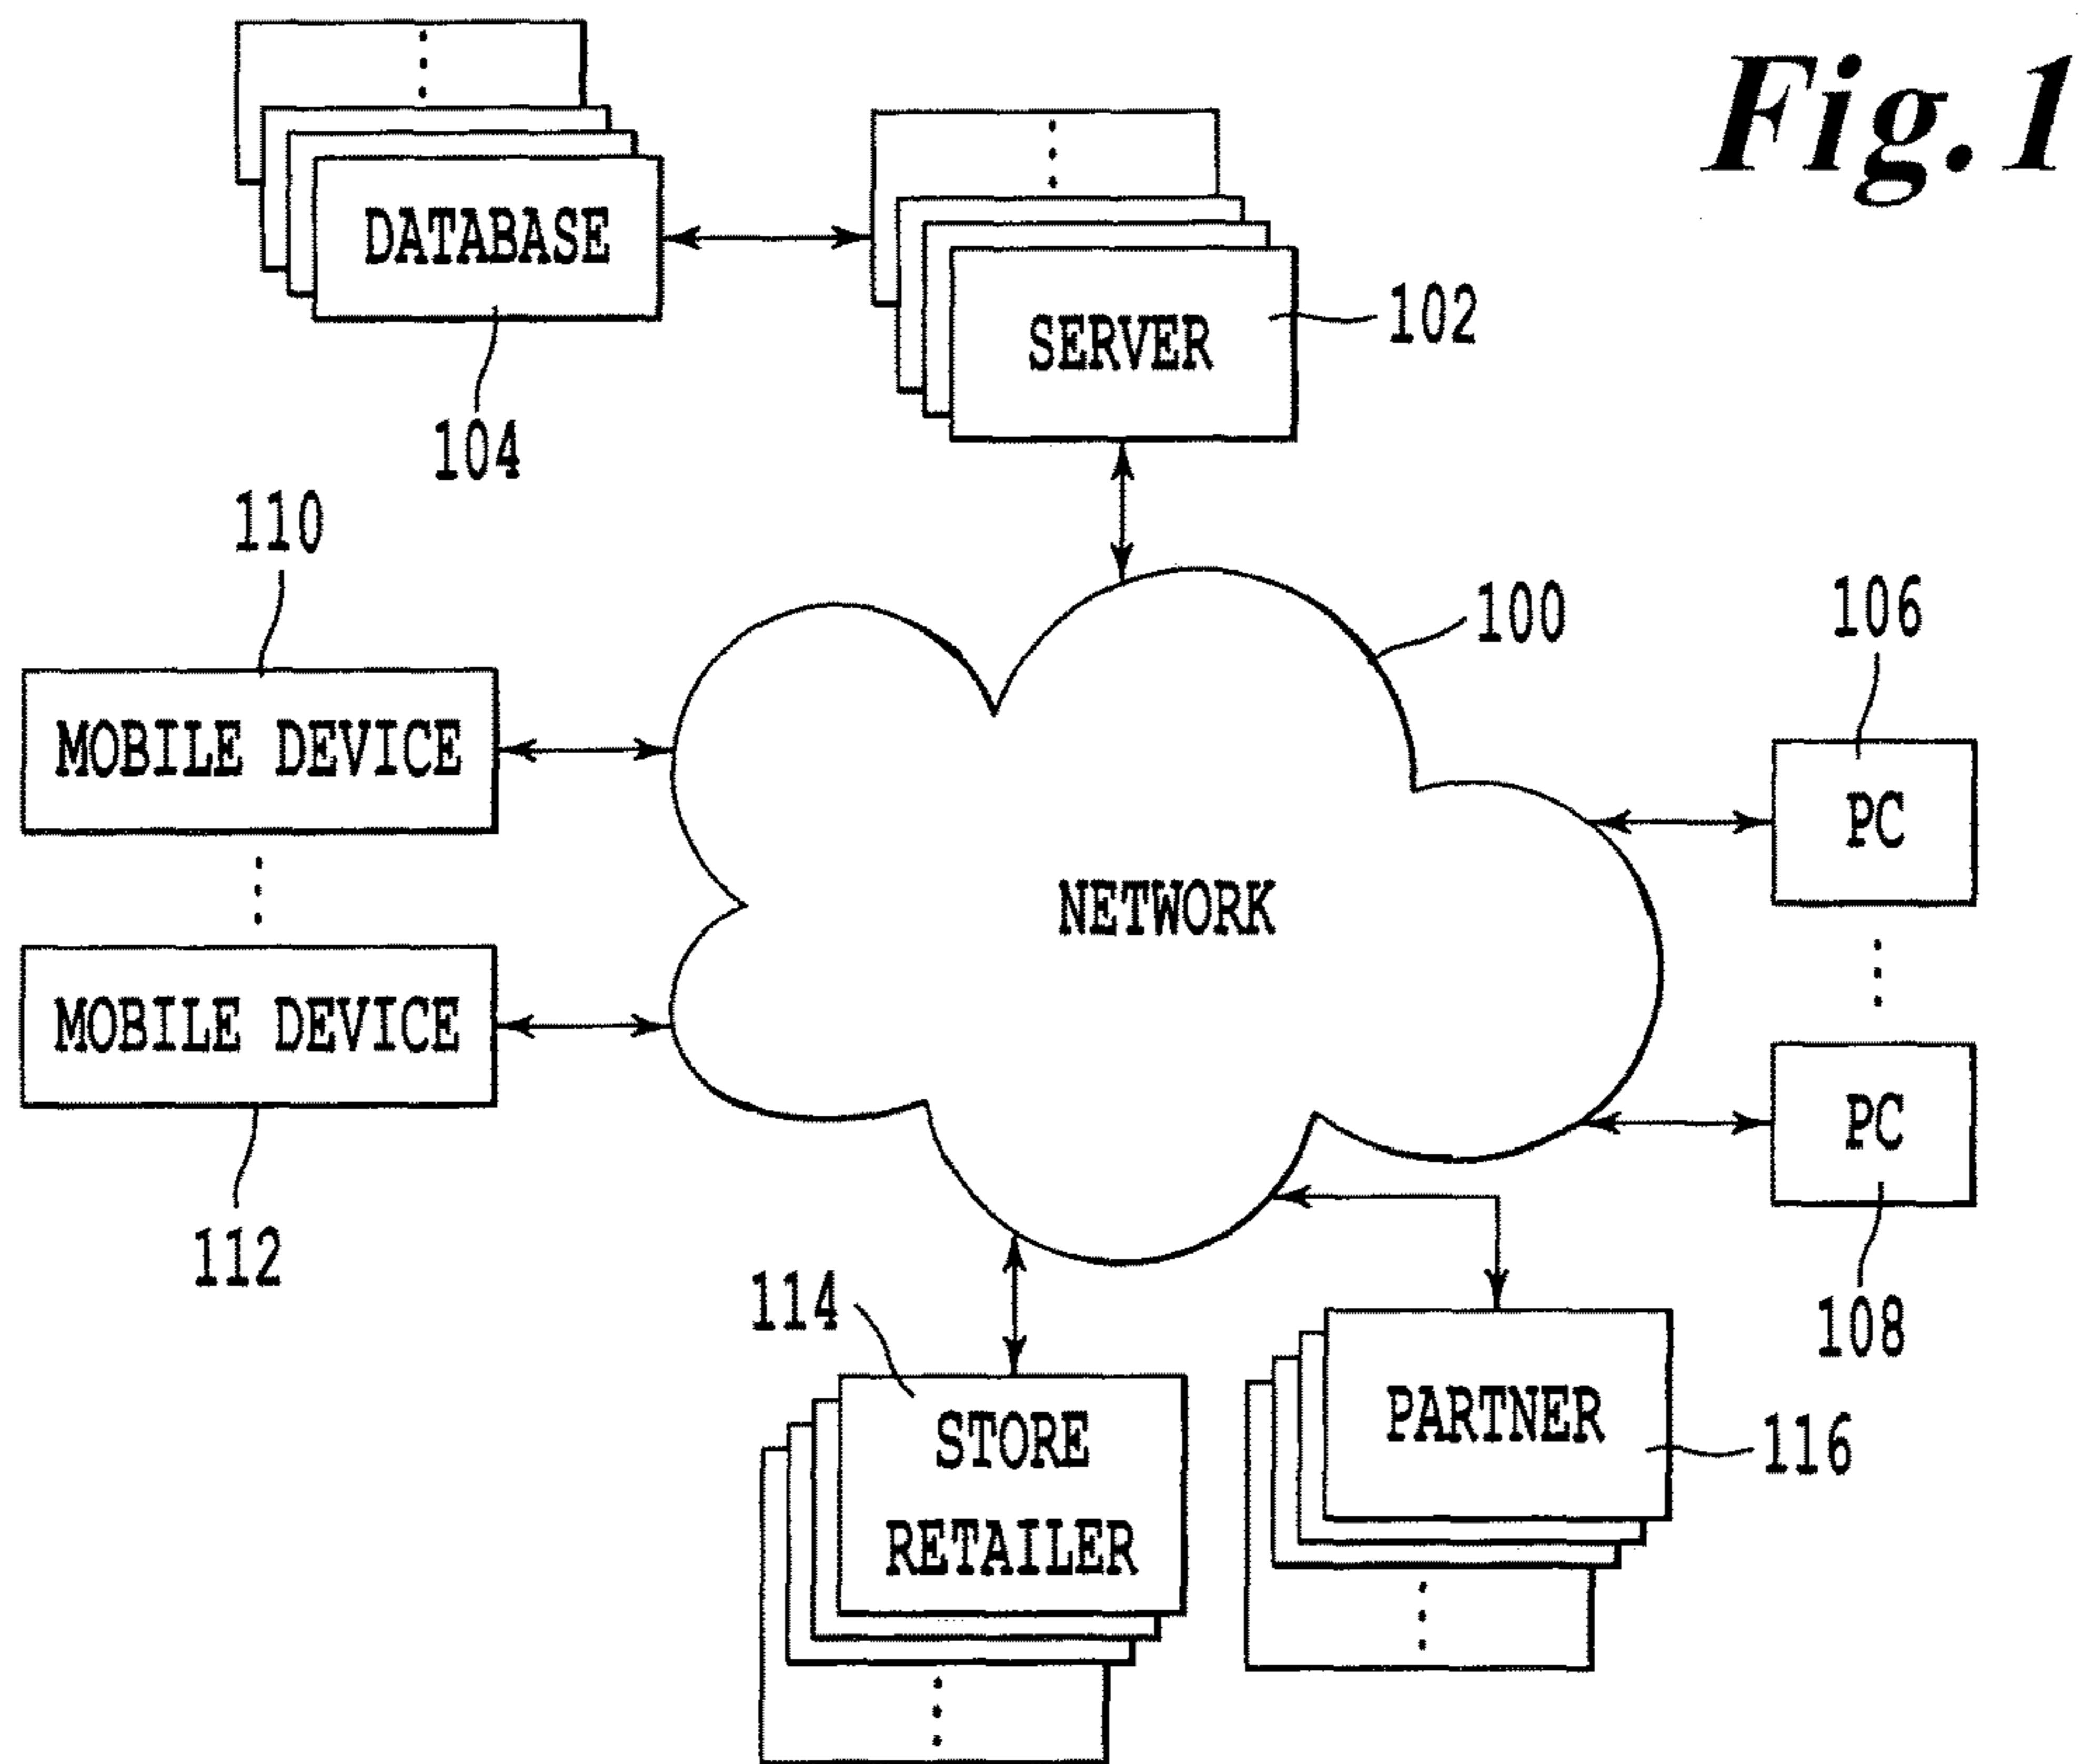 Fig. 1
DATABASE
SERVER
102
104
110
100
106
MOBILE DEVICE
PC
NETWORK
MOBILE DEVICE
PC
112
114
108
STORE
RETAILER
PARTNER
116